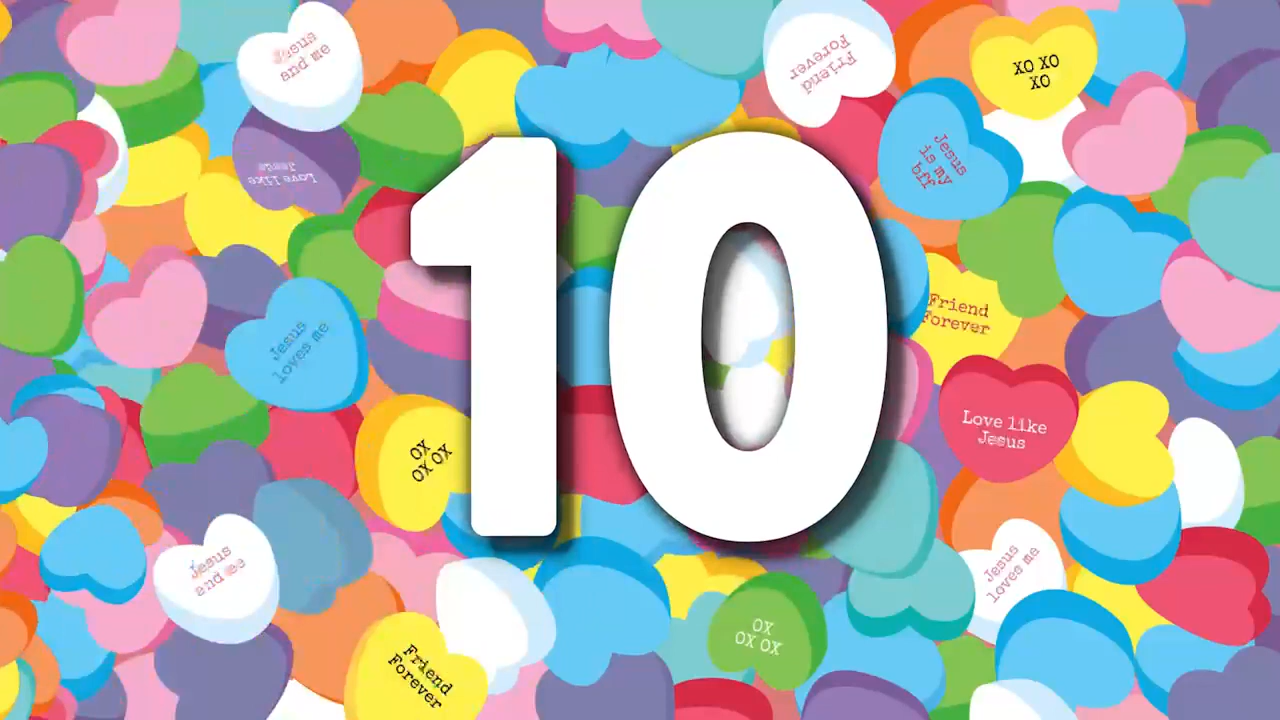 Jesus
and me
Friend
Forever
XO XO
XO
Love like
Jesus
Jesus
is my
bff
10
Jesus
loves me
Friend
Forever
Love like
Jesus
OX
OX OX
Jesus
and me
Jesus
loves me
OX
OX OX
Friend
Forever